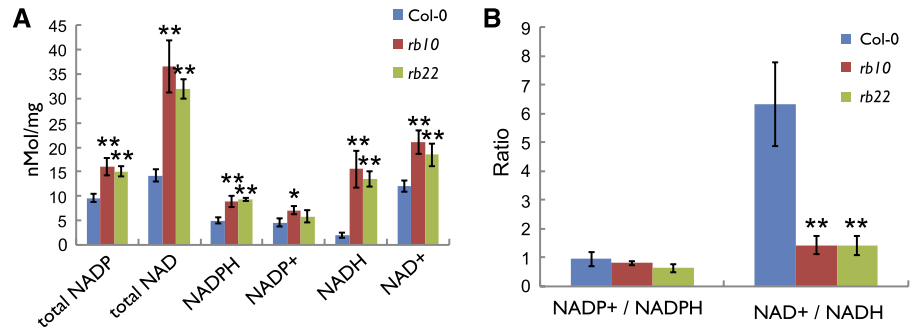 A
45
40
35
30
25
20
15
10
5
0
nMol/mg
Col-0
rb10
rb22
** ** ** ** ** ** * ** ** ** **
total NADP total NAD NADPH NADP+ NADH NAD+
B
9
8
7
6
5
4
3
2
1
0
Ratio
Col-0
rb10
rb22
** **
NADP+ / NADPH NAD+ / NADH